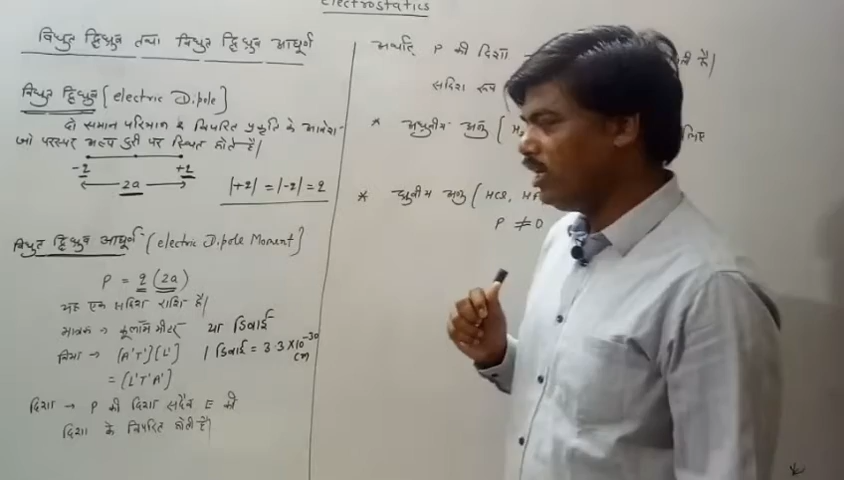 Electrostatics
विधुत द्विध्रुव तथा विधुत द्विध्रुव आघूर्ण
विधुत द्विध्रुव [electric Dipole]
दो समान परिमाण व विपरित प्रकृति के आवेश
जो परस्पर अल्प दुरी पर स्थित होते है|
-q +q
2a
|+q| = |-q| = q
विधुत द्विध्रुव आघूर्ण- (electric Dipole Moment]
P = q (2a)
यह एक सदिश राशि है|
मात्रक → कूलॉम मीटर या डिबाई
विमा → [A'T'][L'] 1 डिबाई = 3.3×10⁻³⁰ cm
= [L'T'A']
दिशा → P की दिशा सदैव E की
दिशा के विपरित होती है|
अर्थात् P की दिशा है|
सदिश रूप
* अध्रुवीय अणु [H लिए
* ध्रुवीय अणु [HCl, HF
P ≠ 0